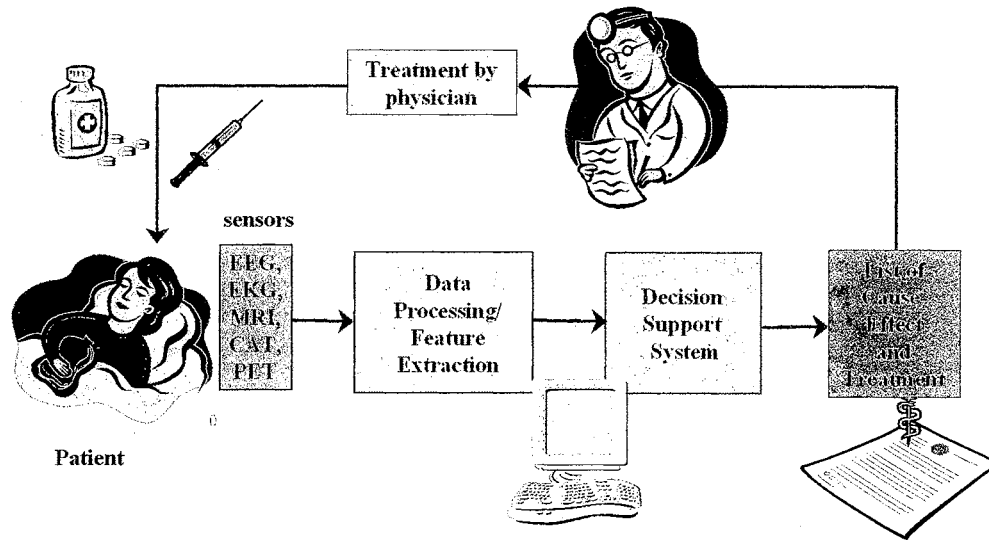 Treatment by
physician
sensors
EEG,
EKG,
MRI,
CAT,
PET
Data
Processing/
Feature
Extraction
Decision
Support
System
List of
Cause
Effect
and
Treatment
Patient